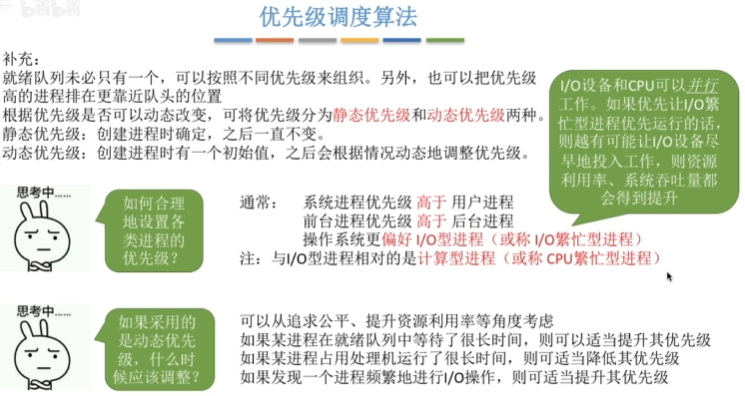 bilibili
优先级调度算法
补充：
就绪队列未必只有一个，可以按照不同优先级来组织。另外，也可以把优先级
高的进程排在更靠近队头的位置
根据优先级是否可以动态改变，可将优先级分为静态优先级和动态优先级两种。
静态优先级：创建进程时确定，之后一直不变。
动态优先级：创建进程时有一个初始值，之后会根据情况动态地调整优先级。
I/O设备和CPU可以并行
工作。如果优先让I/O繁
忙型进程优先运行的话，
则越有可能让I/O设备尽
早地投入工作，则资源
利用率、系统吞吐量都
会得到提升
思考中......
如何合理
地设置各
类进程的
优先级？
通常： 系统进程优先级 高于 用户进程
前台进程优先级 高于 后台进程
操作系统更偏好 I/O型进程（或称 I/O繁忙型进程）
注：与I/O型进程相对的是计算型进程（或称 CPU繁忙型进程）
思考中......
如果采用的
是动态优先
级，什么时
候应该调整？
可以从追求公平、提升资源利用率等角度考虑
如果某进程在就绪队列中等待了很长时间，则可以适当提升其优先级
如果某进程占用处理机运行了很长时间，则可适当降低其优先级
如果发现一个进程频繁地进行I/O操作，则可适当提升其优先级